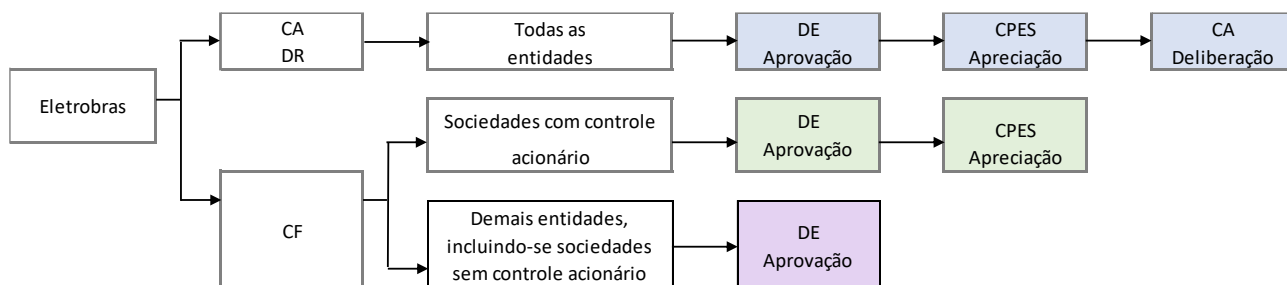 Eletrobras
CA
DR
Todas as
entidades
DE
Aprovação
CPES
Apreciação
CA
Deliberação
CF
Sociedades com controle
acionário
DE
Aprovação
CPES
Apreciação
Demais entidades,
incluindo-se sociedades
sem controle acionário
DE
Aprovação